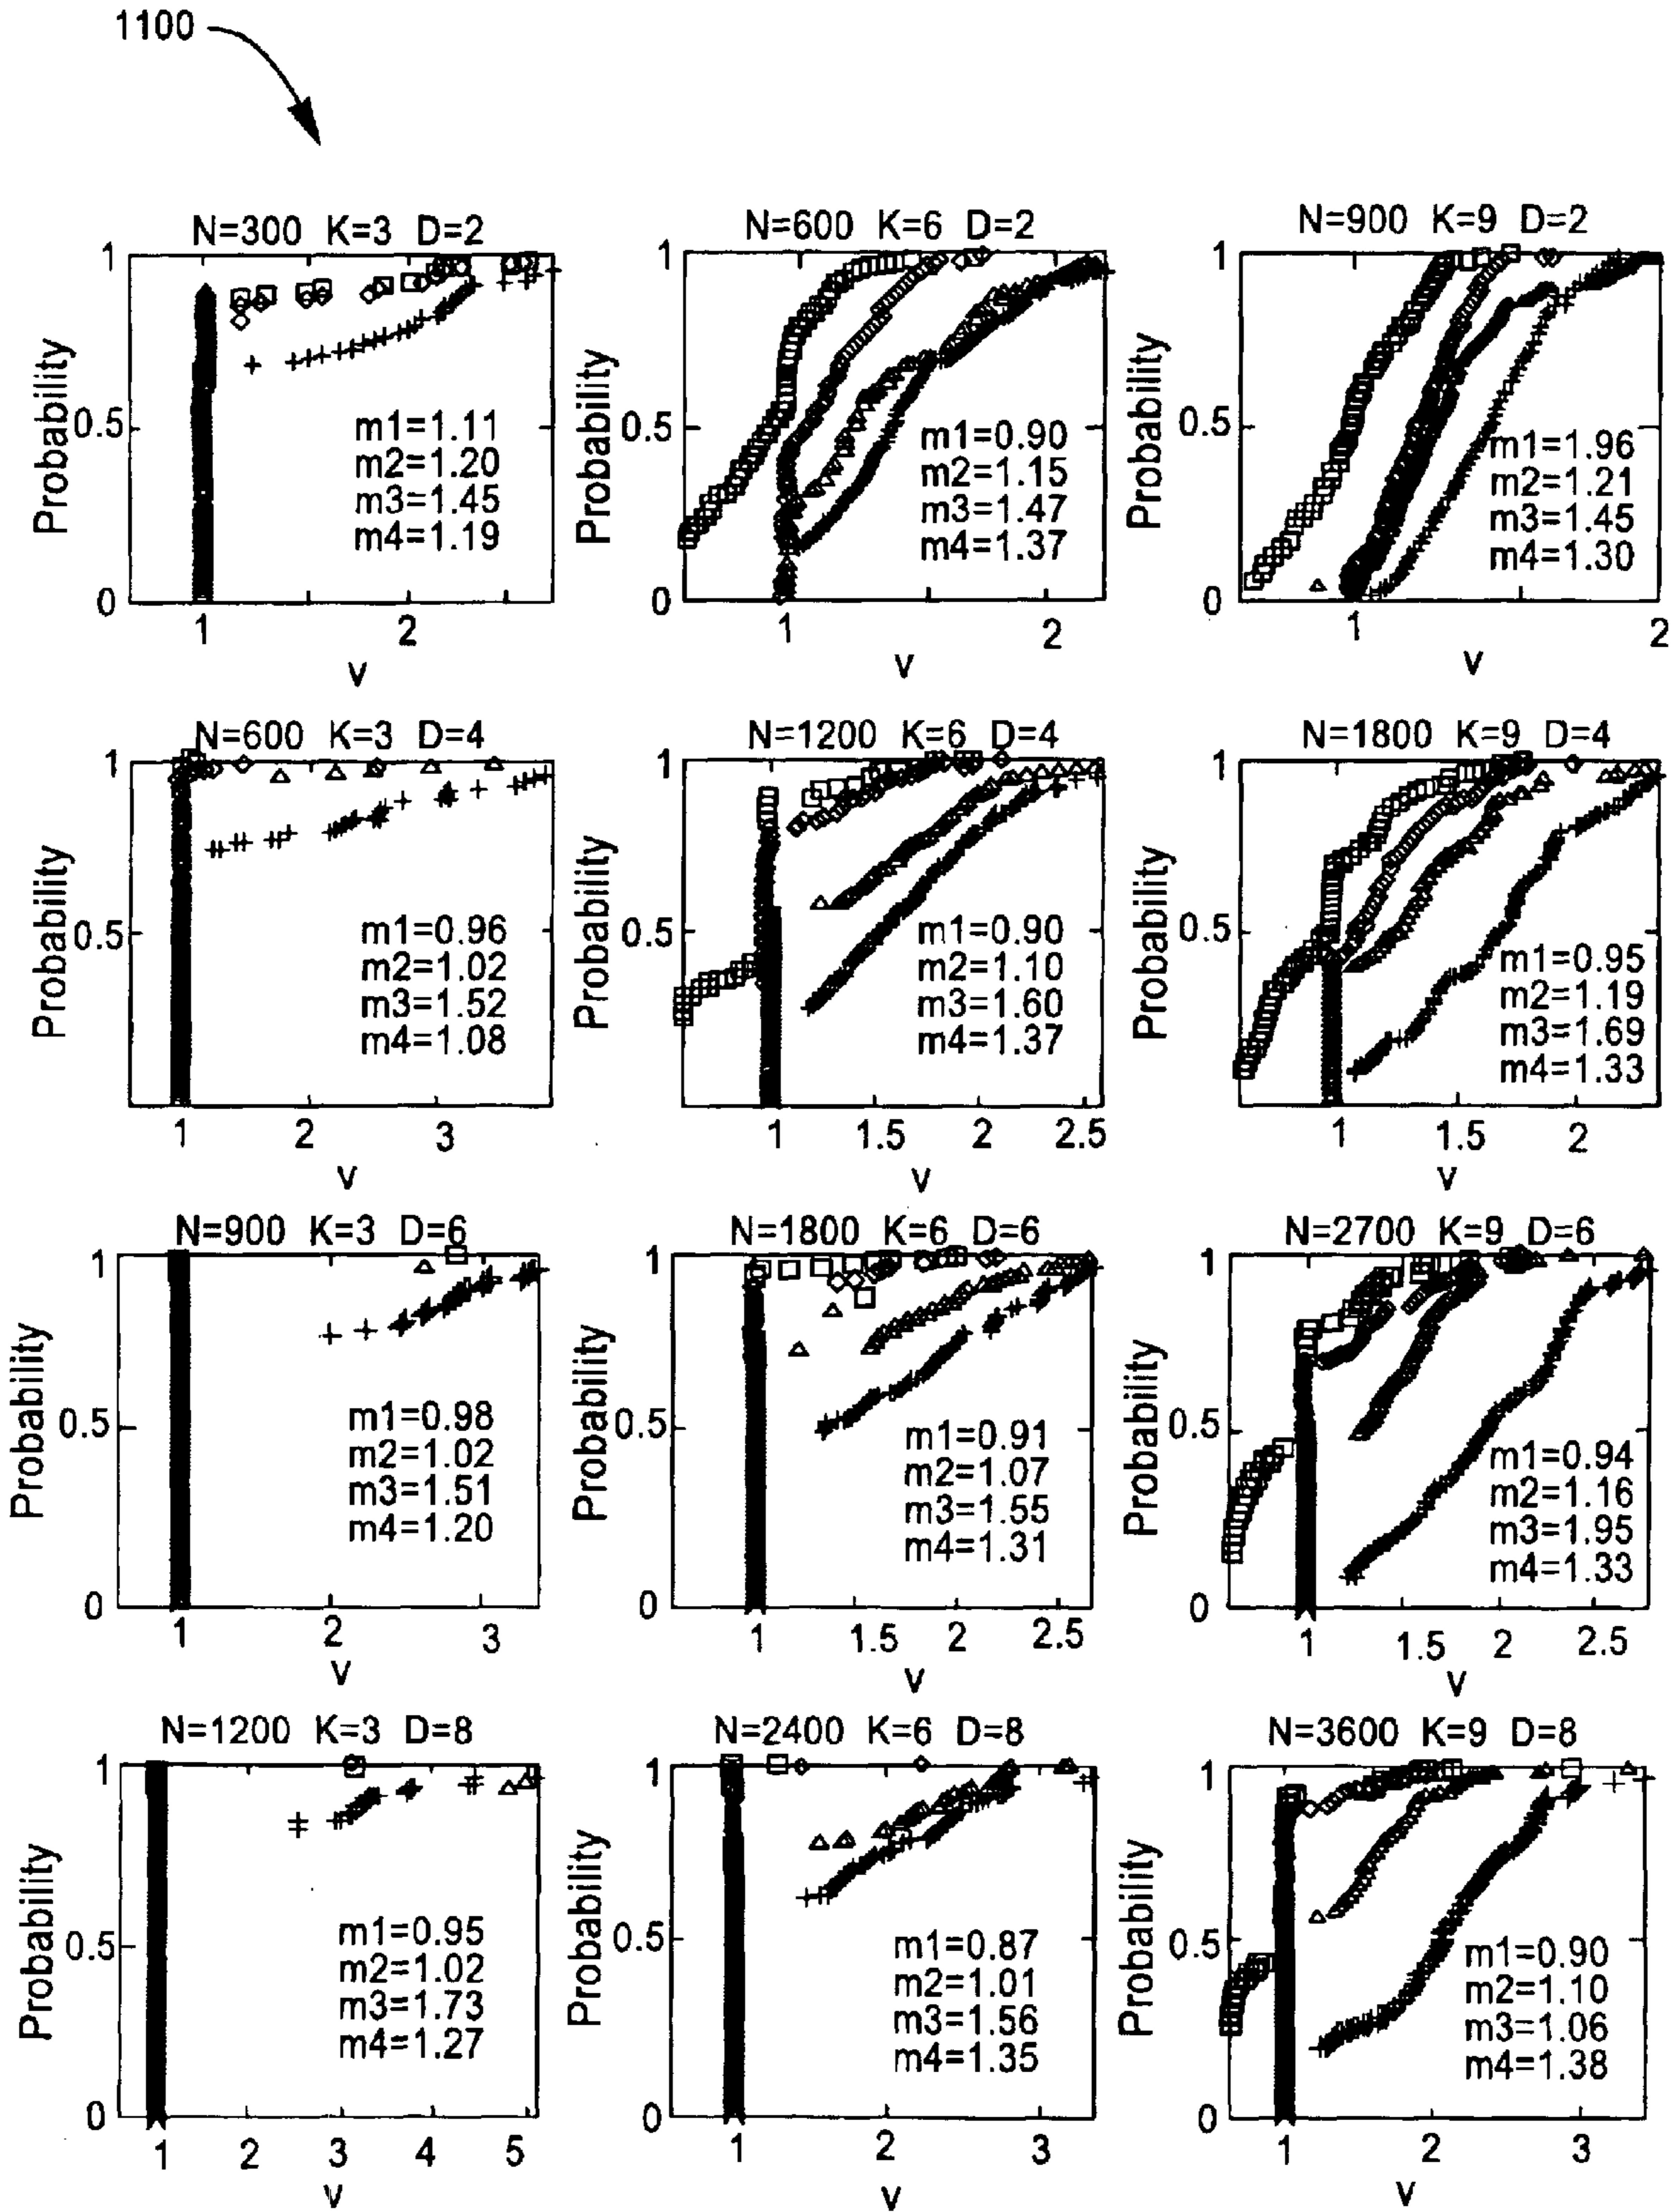 1100
N=300 K=3 D=2
N=600 K=6 D=2
N=900 K=9 D=2
Probability
1
0.5
0
m1=1.11
m2=1.20
m3=1.45
m4=1.19
1 2
v
Probability
1
0.5
0
m1=0.90
m2=1.15
m3=1.47
m4=1.37
1 2
v
Probability
1
0.5
0
m1=1.96
m2=1.21
m3=1.45
m4=1.30
1 2
v
N=600 K=3 D=4
N=1200 K=6 D=4
N=1800 K=9 D=4
Probability
1
0.5
m1=0.96
m2=1.02
m3=1.52
m4=1.08
1 2 3
v
Probability
1
0.5
m1=0.90
m2=1.10
m3=1.60
m4=1.37
1 1.5 2 2.5
v
Probability
1
0.5
m1=0.95
m2=1.19
m3=1.69
m4=1.33
1 1.5 2
v
N=900 K=3 D=6
N=1800 K=6 D=6
N=2700 K=9 D=6
Probability
1
0.5
0
m1=0.98
m2=1.02
m3=1.51
m4=1.20
1 2 3
v
Probability
1
0.5
0
m1=0.91
m2=1.07
m3=1.55
m4=1.31
1 1.5 2 2.5
v
Probability
1
0.5
0
m1=0.94
m2=1.16
m3=1.95
m4=1.33
1 1.5 2 2.5
v
N=1200 K=3 D=8
N=2400 K=6 D=8
N=3600 K=9 D=8
Probability
1
0.5
0
m1=0.95
m2=1.02
m3=1.73
m4=1.27
1 2 3 4 5
v
Probability
1
0.5
0
m1=0.87
m2=1.01
m3=1.56
m4=1.35
1 2 3
v
Probability
1
0.5
0
m1=0.90
m2=1.10
m3=1.06
m4=1.38
1 2 3
v